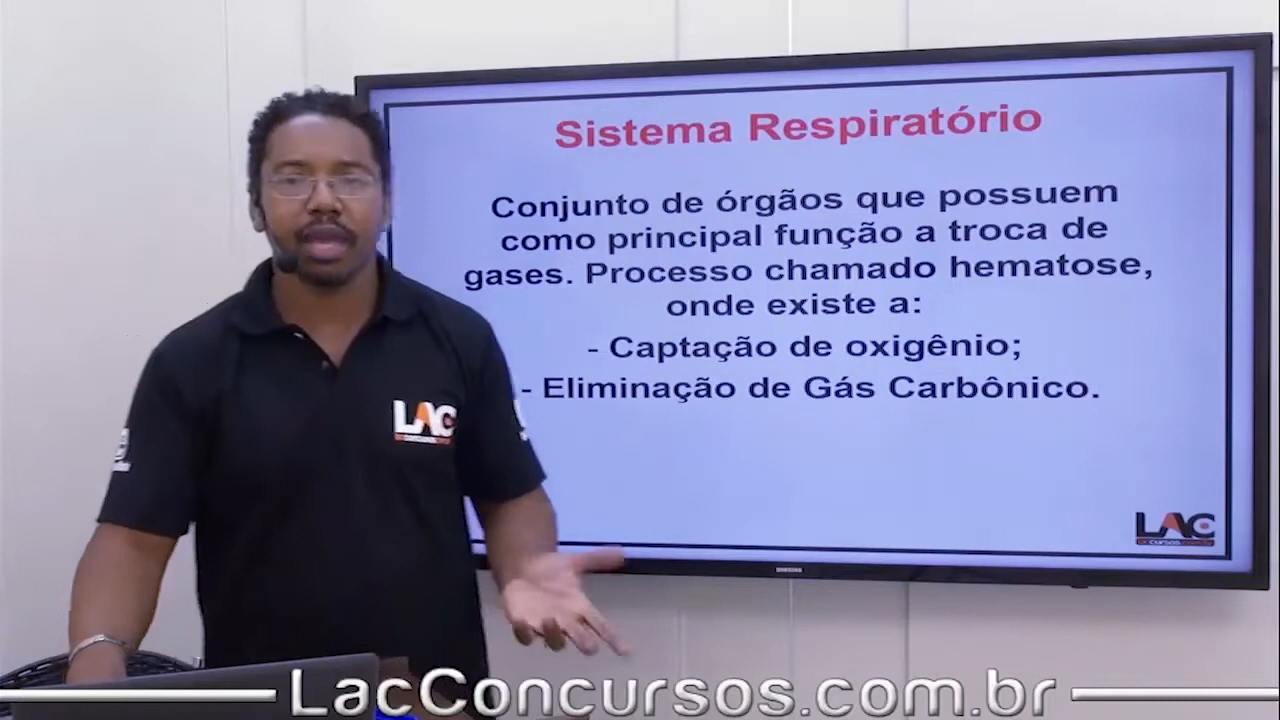 Sistema Respiratório
Conjunto de órgãos que possuem
como principal função a troca de
gases. Processo chamado hematose,
onde existe a:
- Captação de oxigênio;
- Eliminação de Gás Carbônico.
LAC
LAC
SAMSUNG
LacConcursos.com.br